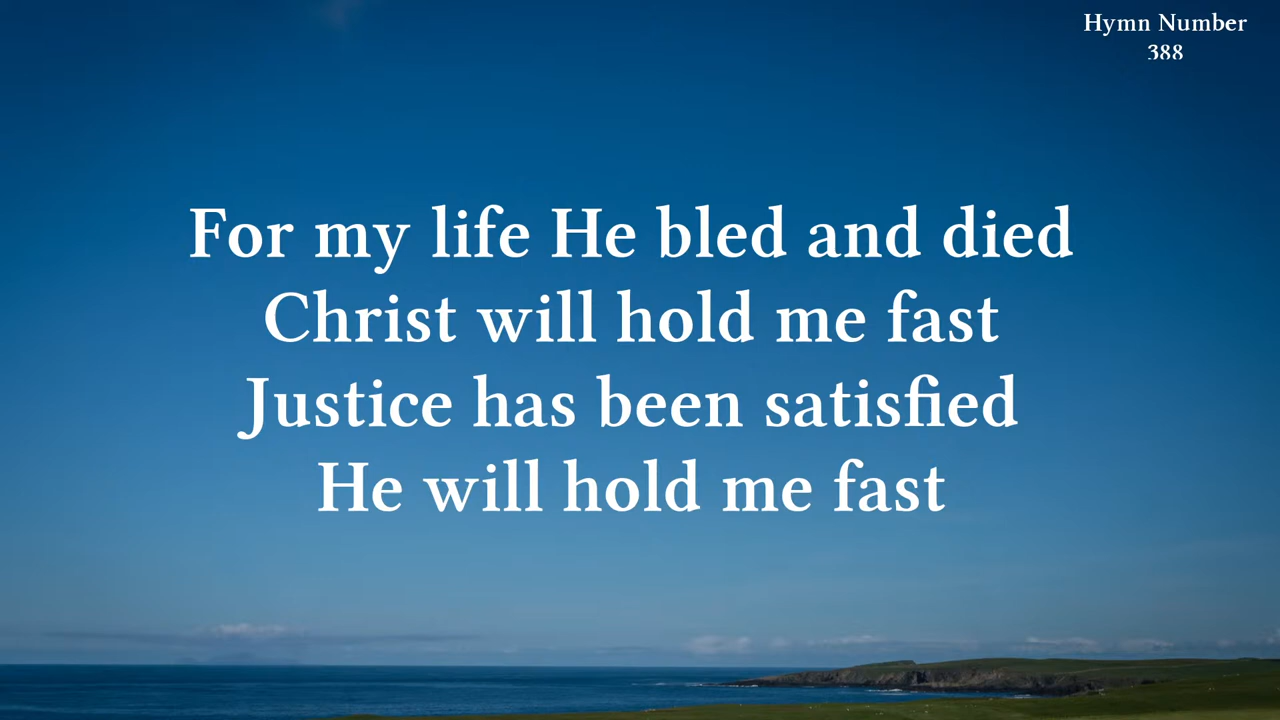 Hymn Number
388
For my life He bled and died
Christ will hold me fast
Justice has been satisfied
He will hold me fast